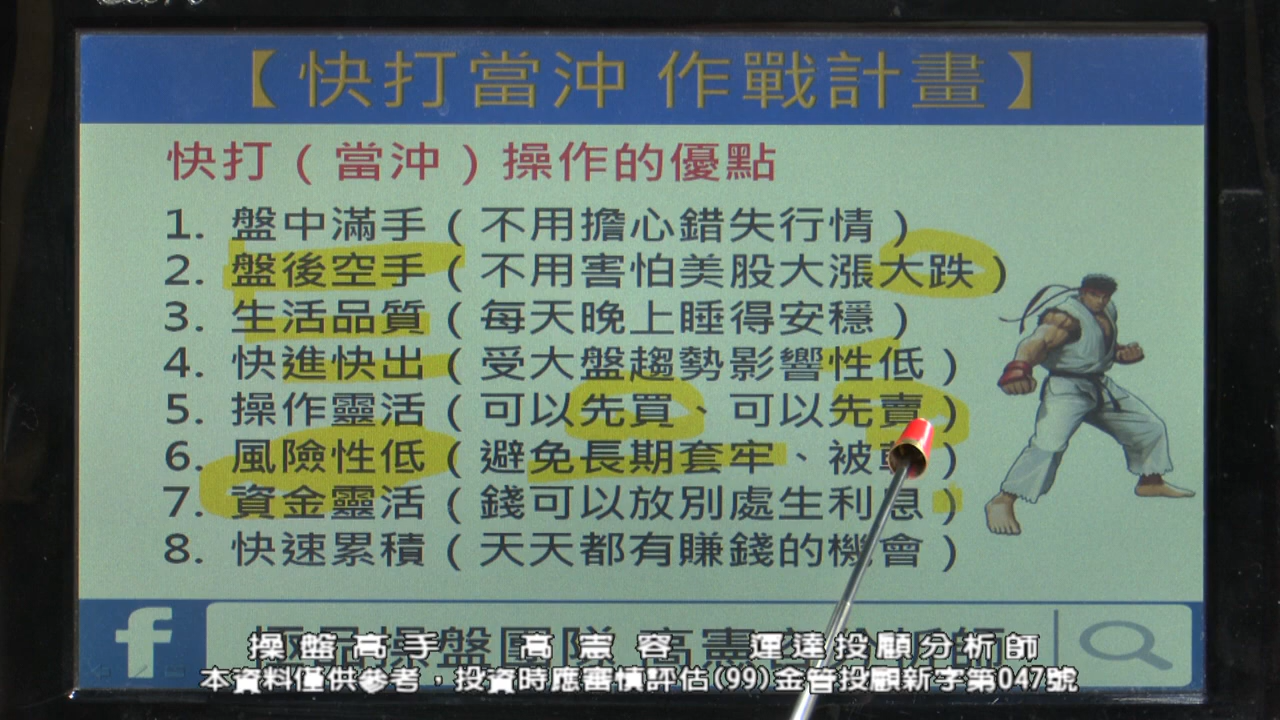 【快打當沖 作戰計畫】
快打(當沖)操作的優點
1. 盤中滿手(不用擔心錯失行情)
2. 盤後空手(不用害怕美股大漲大跌)
3. 生活品質(每天晚上睡得安穩)
4. 快進快出(受大盤趨勢影響性低)
5. 操作靈活(可以先買、可以先賣)
6. 風險性低(避免長期套牢、被)
7. 資金靈活(錢可以放別處生利息)
8. 快速累積(天天都有賺錢的機會)
f
操盤高手 高憲容 運達投顧分析師
本資料僅供參考，投資時應審慎評估(99)金管投顧新字第047號